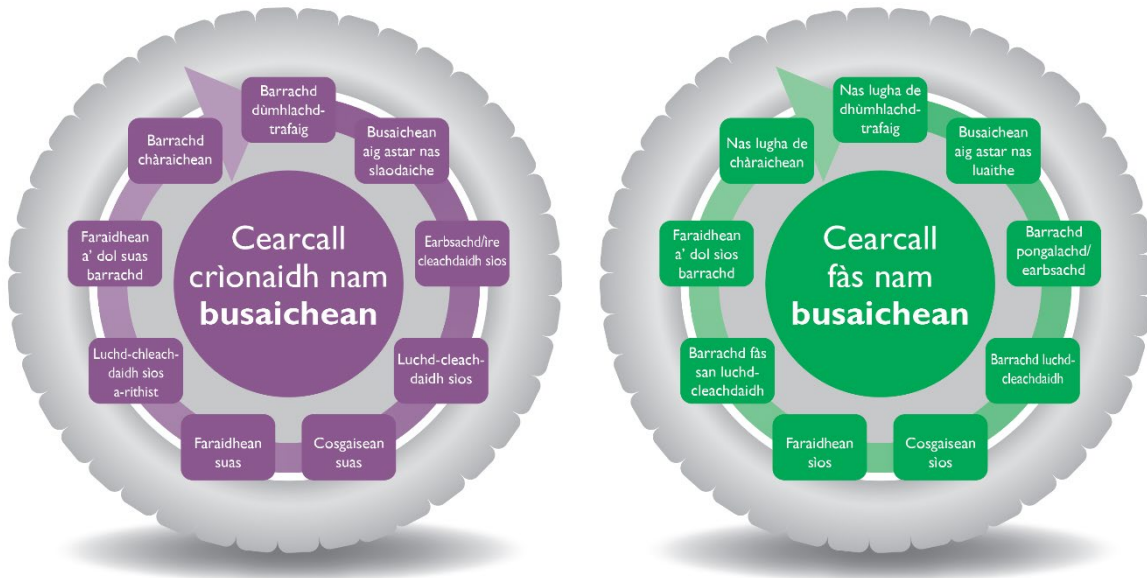 Cearcall
crìonaidh nam
busaichean
Barrachd
dùmhlachd-
trafaig
Busaichean
aig astar nas
slaodaiche
Earbsachd/ìre
cleachdaidh sìos
Luchd-cleach-
daidh sìos
Cosgaisean
suas
Faraidhean
suas
Luchd-chleach-
daidh sìos
a-rithist
Faraidhean
a' dol suas
barrachd
Barrachd
chàraichean
Cearcall
fàs nam
busaichean
Nas lugha de
dhùmhlachd-
trafaig
Busaichean
aig astar nas
luaithe
Barrachd
pongalachd/
earbsachd
Barrachd luchd-
cleachdaidh
Cosgaisean
sìos
Faraidhean
sìos
Barrachd fàs
san luchd-
cleachdaidh
Faraidhean
a' dol sìos
barrachd
Nas lugha de
chàraichean